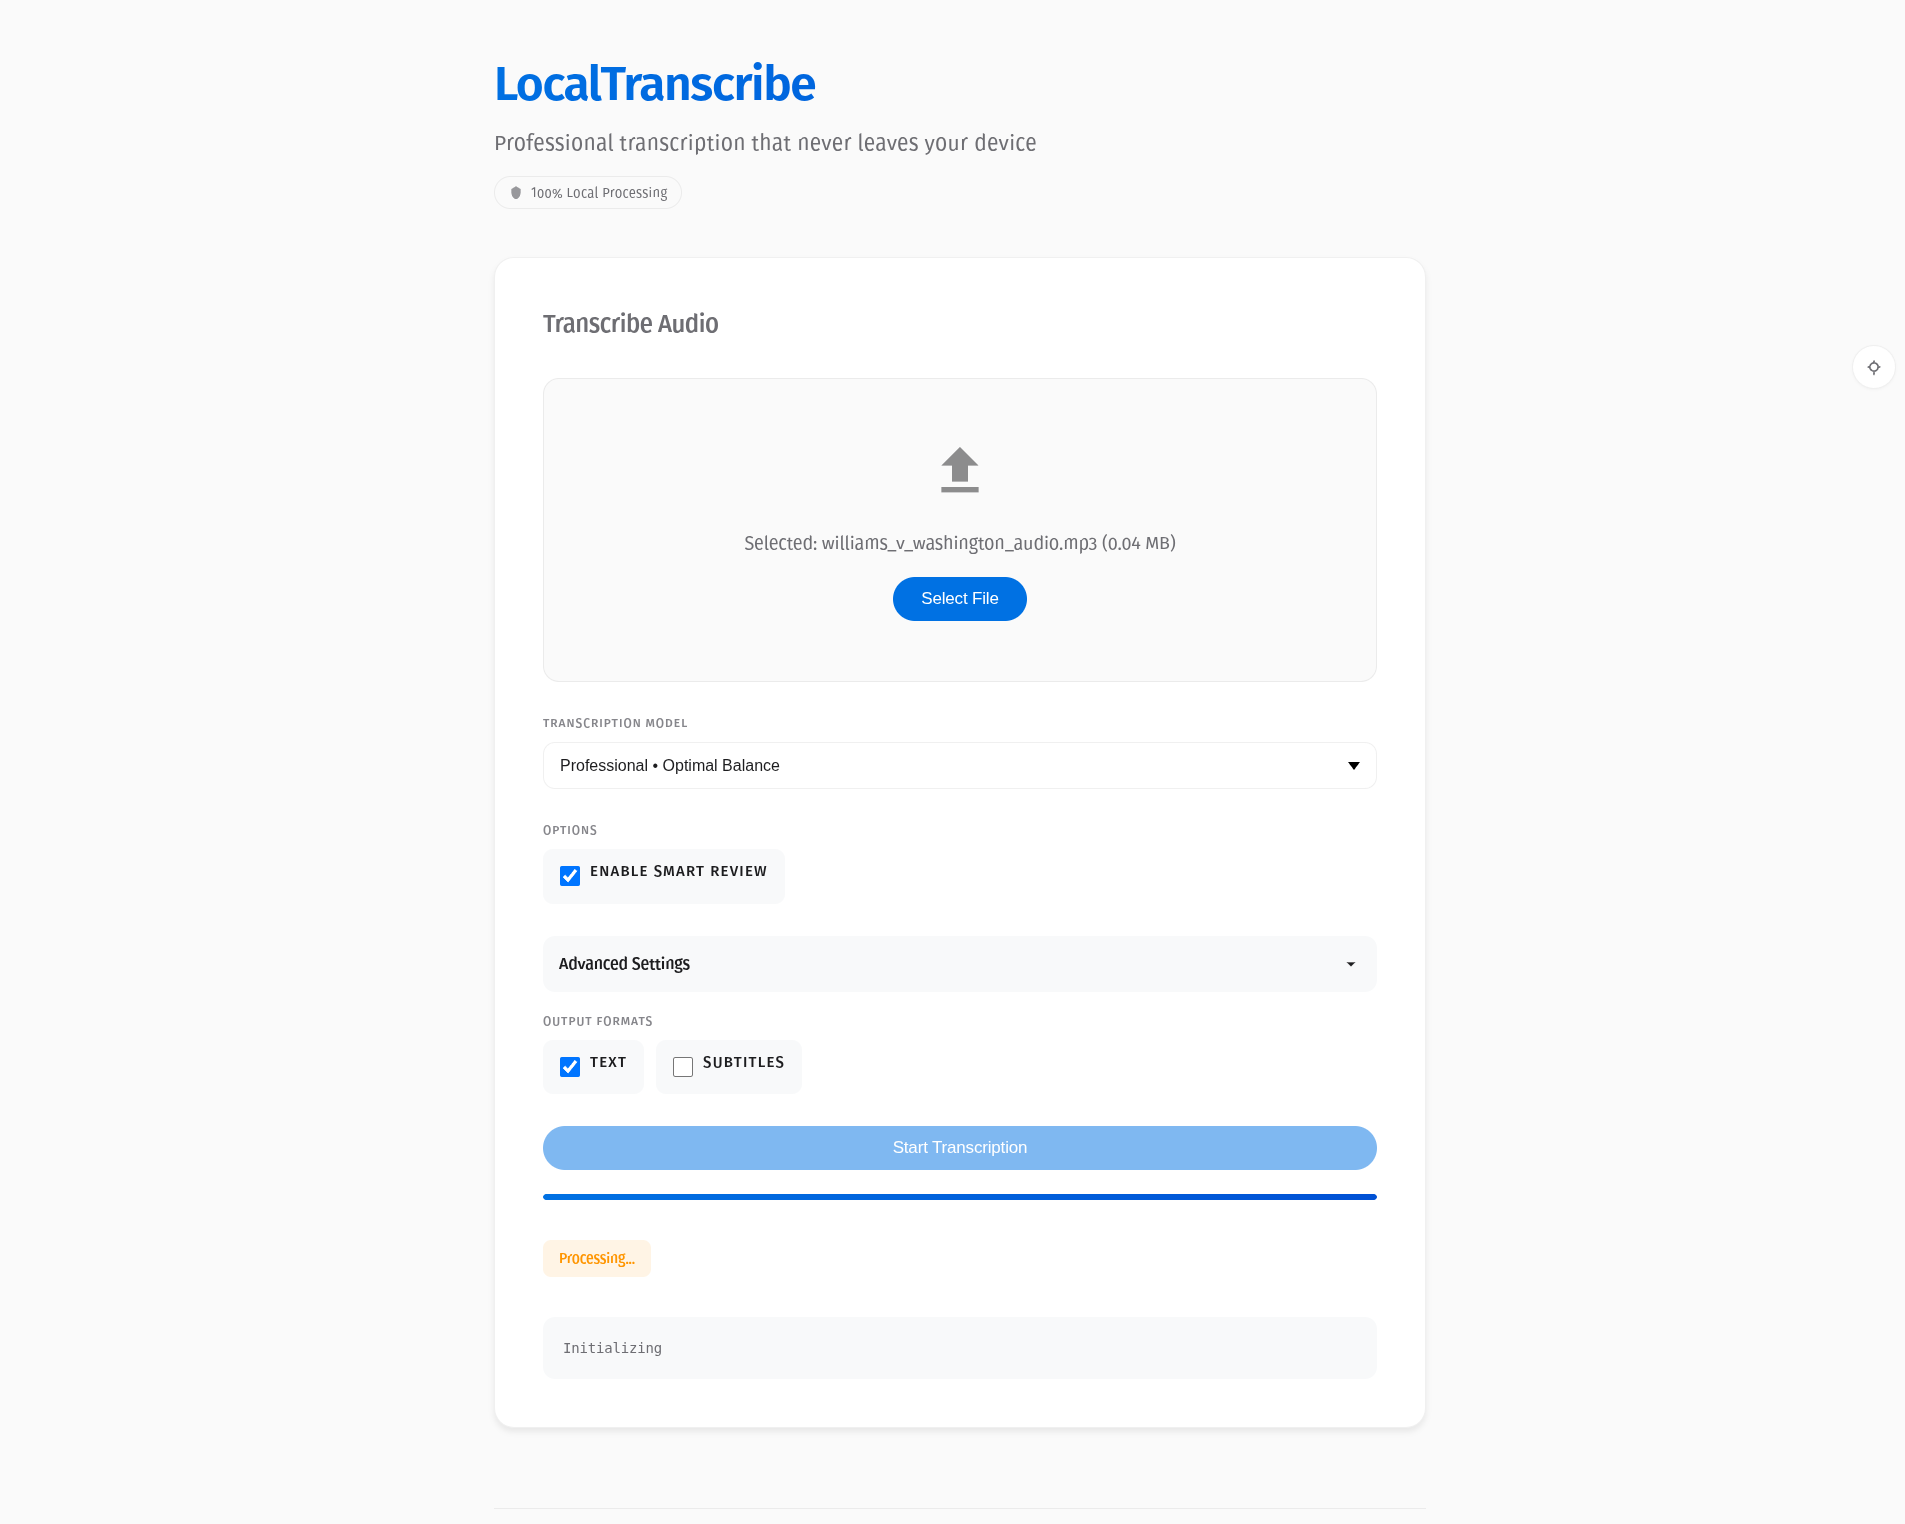 LocalTranscribe
Professional transcription that never leaves your device
100% Local Processing
Transcribe Audio
Selected: williams_v_washington_audio.mp3 (0.04 MB)
Select File
TRANSCRIPTION MODEL
Professional • Optimal Balance
OPTIONS
ENABLE SMART REVIEW
Advanced Settings
OUTPUT FORMATS
TEXT
SUBTITLES
Start Transcription
Processing...
Initializing